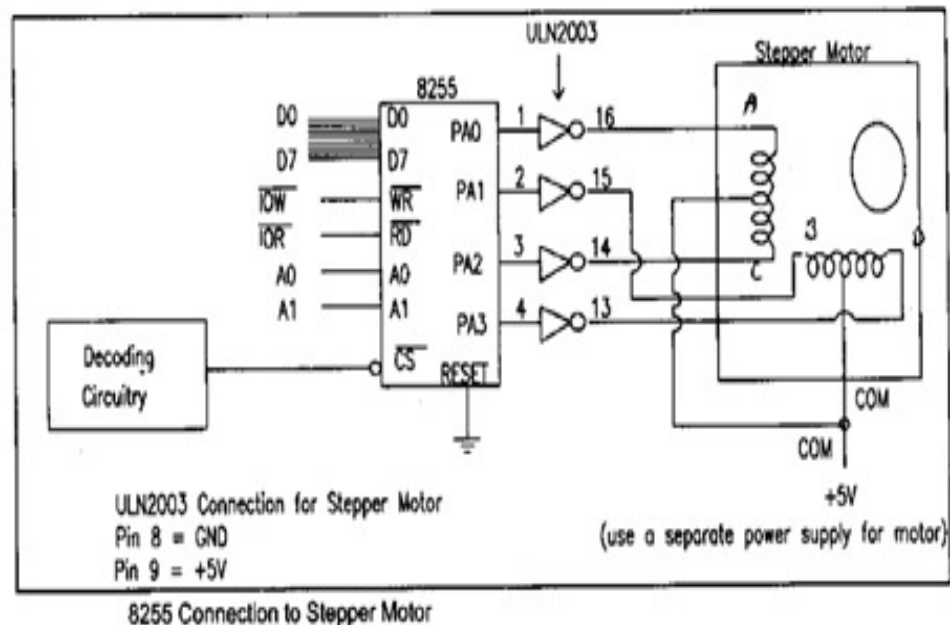 ULN2003
Stepper Motor
8255
A
D0 D0 PA0 1 16
D7 D7
PA1 2 15
IOW WR
IOR RD
3 D
A0 A0 PA2 3 14 C
A1 A1
PA3 4 13
Decoding
Circuitry
CS
RESET
COM
COM
+5V
ULN2003 Connection for Stepper Motor
Pin 8 = GND
Pin 9 = +5V
(use a separate power supply for motor)
8255 Connection to Stepper Motor